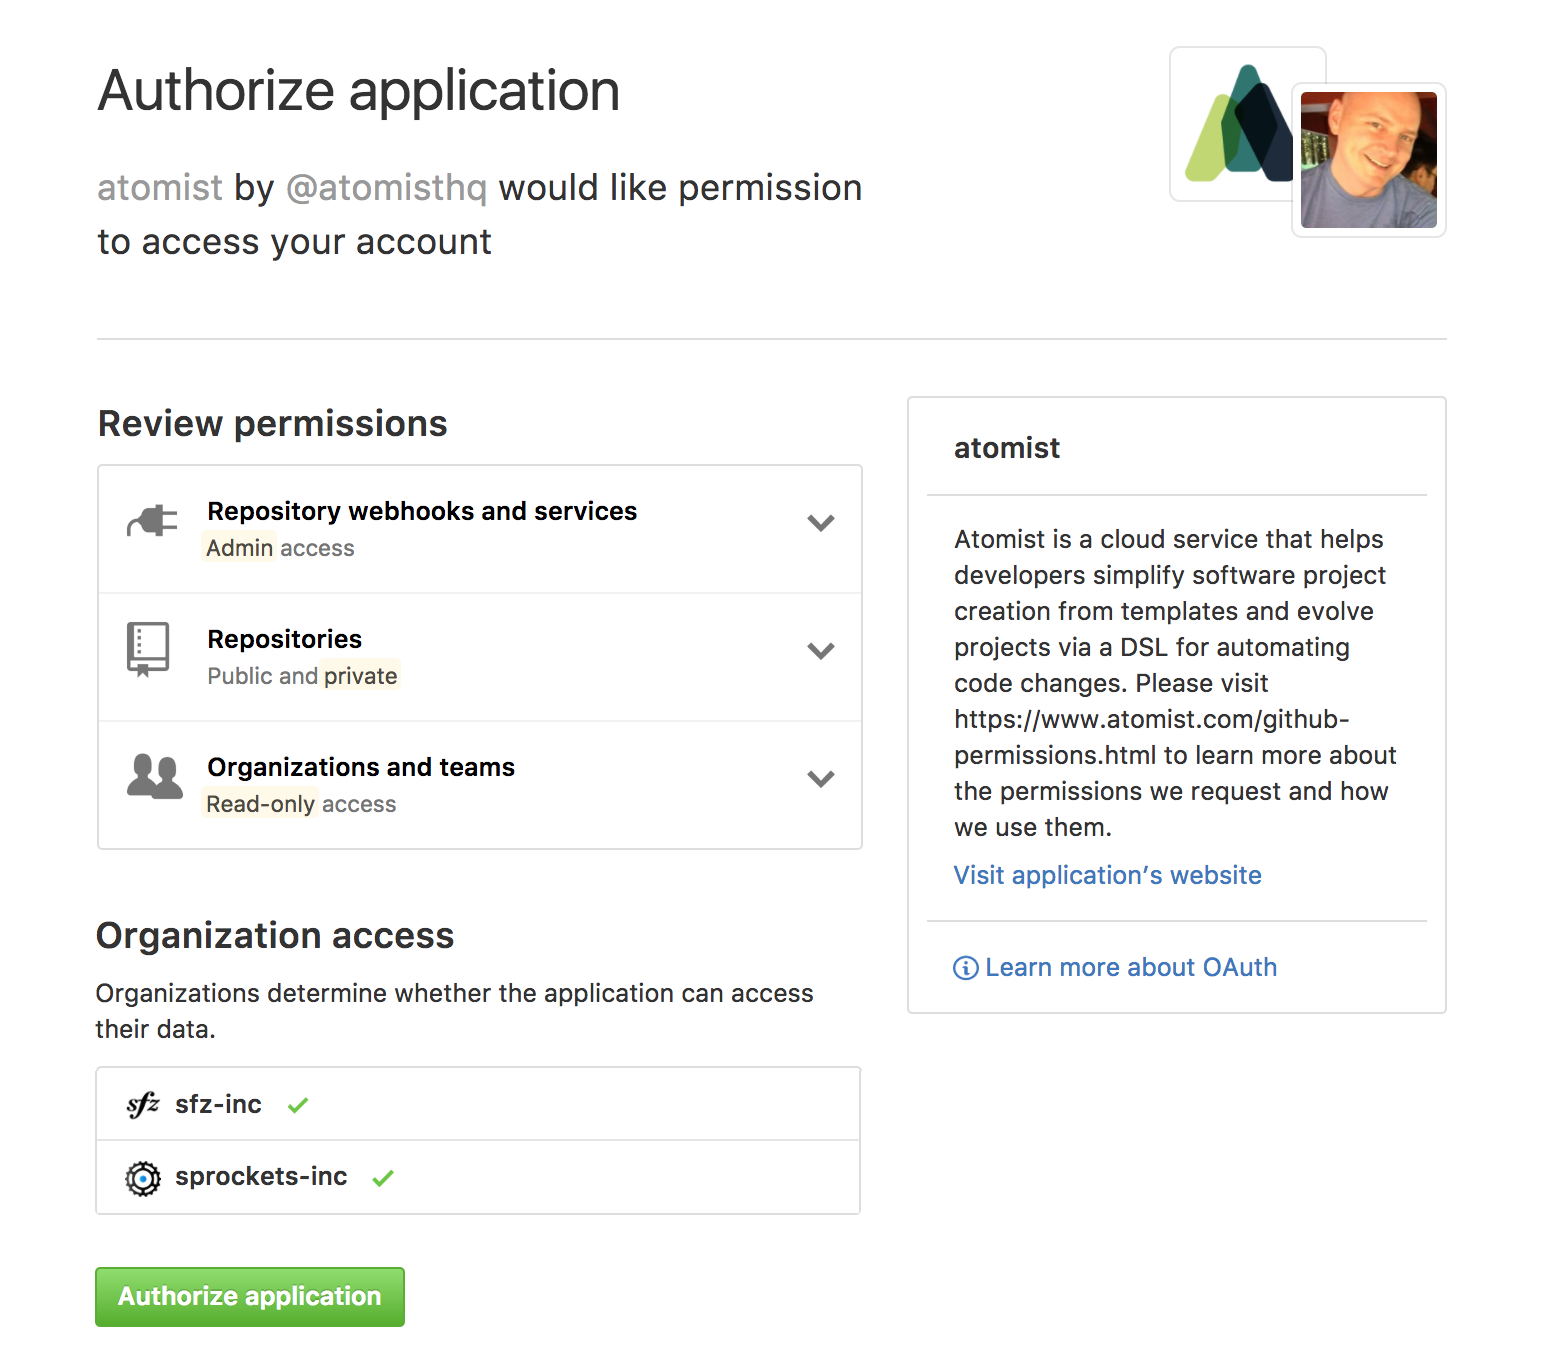 Authorize application
atomist by @atomisthq would like permission
to access your account
Review permissions
Repository webhooks and services
Admin access
Repositories
Public and private
Organizations and teams
Read-only access
Organization access
Organizations determine whether the application can access
their data.
sfz sfz-inc
sprockets-inc
Authorize application
atomist
Atomist is a cloud service that helps
developers simplify software project
creation from templates and evolve
projects via a DSL for automating
code changes. Please visit
https://www.atomist.com/github-
permissions.html to learn more about
the permissions we request and how
we use them.
Visit application’s website
Learn more about OAuth